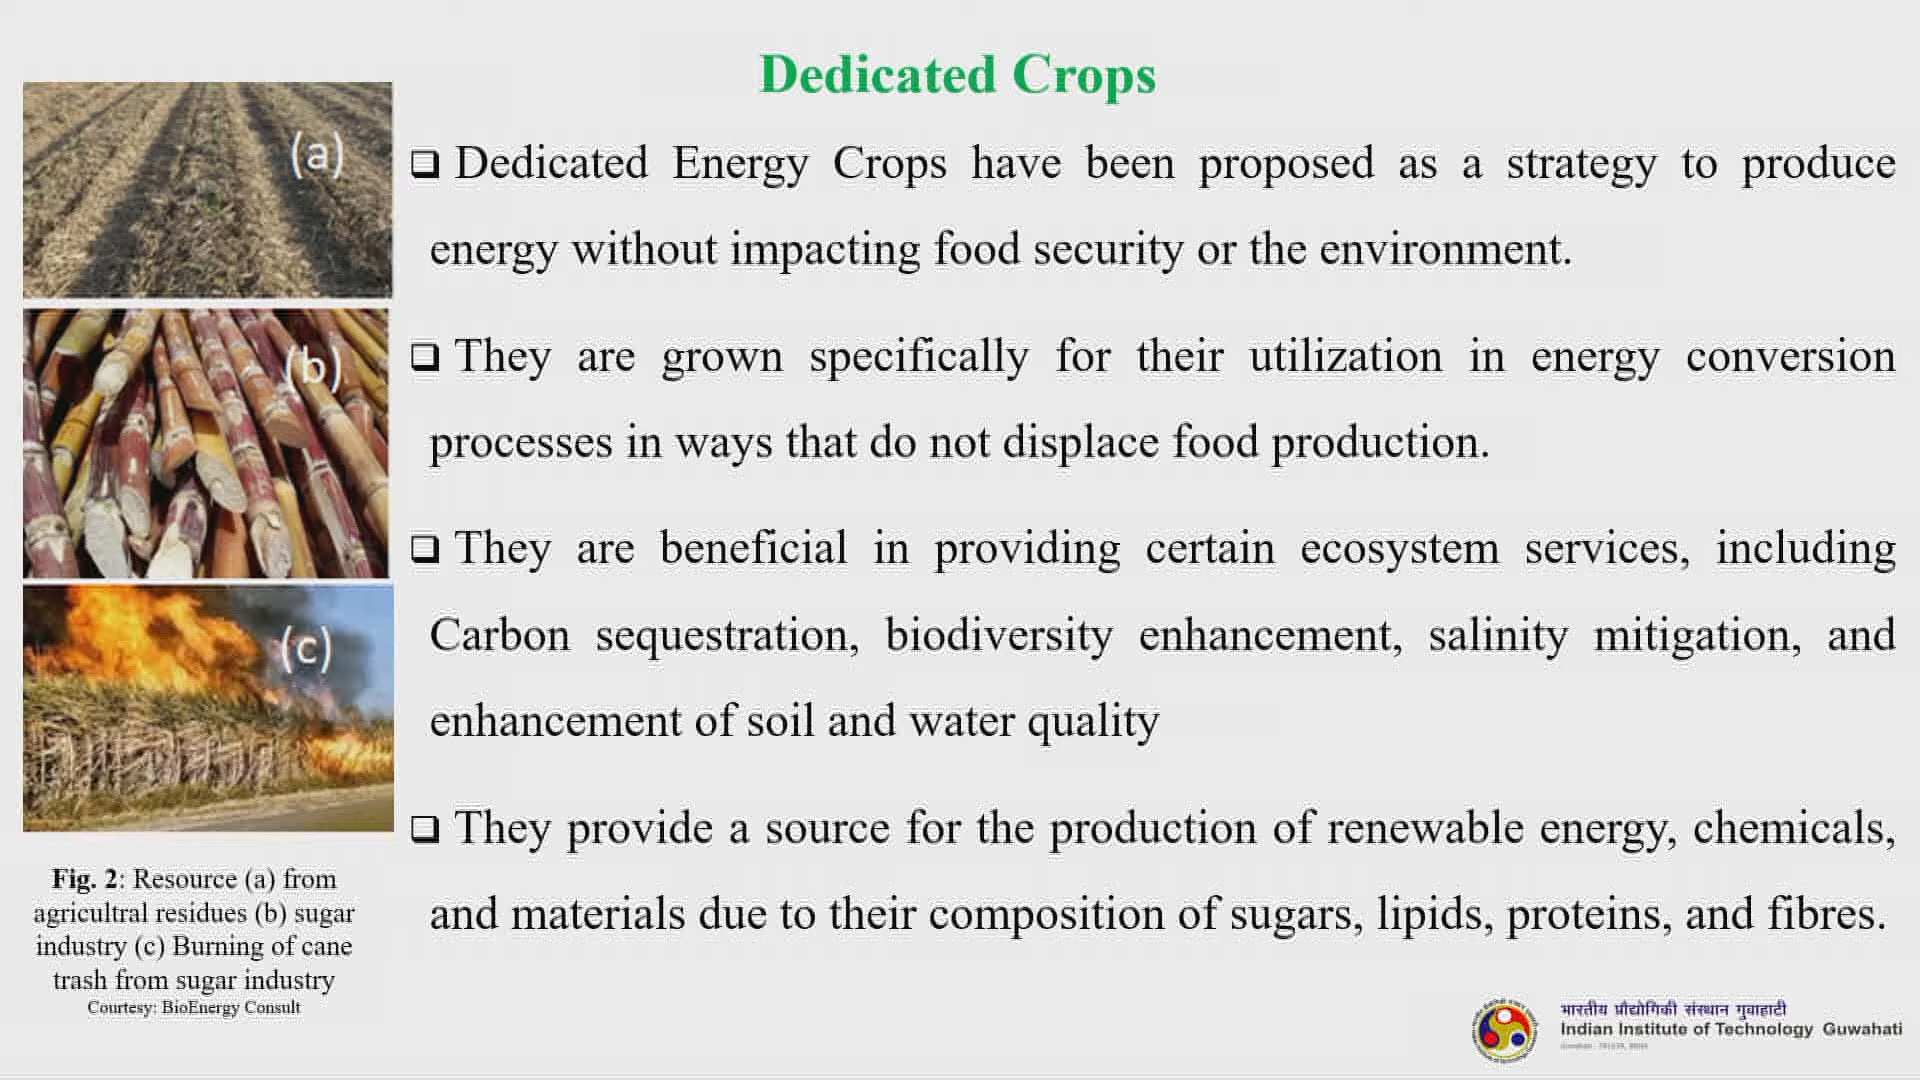 Dedicated Crops
(a)
(b)
(c)
Dedicated Energy Crops have been proposed as a strategy to produce
energy without impacting food security or the environment.
They are grown specifically for their utilization in energy conversion
processes in ways that do not displace food production.
They are beneficial in providing certain ecosystem services, including
Carbon sequestration, biodiversity enhancement, salinity mitigation, and
enhancement of soil and water quality
They provide a source for the production of renewable energy, chemicals,
and materials due to their composition of sugars, lipids, proteins, and fibres.
Fig. 2: Resource (a) from
agricultral residues (b) sugar
industry (c) Burning of cane
trash from sugar industry
Courtesy: BioEnergy Consult
भारतीय प्रौद्योगिकी संस्थान गुवाहाटी
Indian Institute of Technology Guwahati